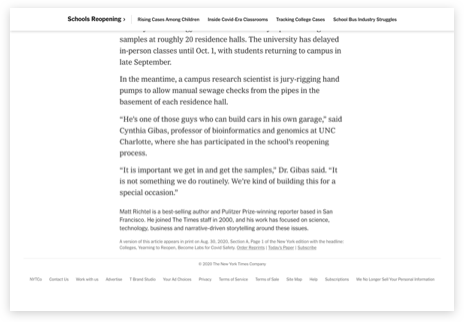 Schools Reopening › Rising Cases Among Children Inside Covid-Era Classrooms Tracking College Cases School Bus Industry Struggles
samples at roughly 20 residence halls. The university has delayed
in-person classes until Oct. 1, with students returning to campus in
late September.
In the meantime, a campus research scientist is jury-rigging hand
pumps to allow manual sewage checks from the pipes in the
basement of each residence hall.
“He’s one of those guys who can build cars in his own garage,” said
Cynthia Gibas, professor of bioinformatics and genomics at UNC
Charlotte, where she has participated in the school’s reopening
process.
“It is important we get in and get the samples,” Dr. Gibas said. “It
is not something we do routinely. We’re kind of building this for a
special occasion.”
Matt Richtel is a best-selling author and Pulitzer Prize-winning reporter based in San
Francisco. He joined The Times staff in 2000, and his work has focused on science,
technology, business and narrative-driven storytelling around these issues.
A version of this article appears in print on Aug. 30, 2020, Section A, Page 1 of the New York edition with the headline:
Colleges, Yearning to Reopen, Become Labs for Covid Safety. Order Reprints | Today’s Paper | Subscribe
© 2020 The New York Times Company
NYTCo Contact Us Work with us Advertise T Brand Studio Your Ad Choices Privacy Terms of Service Terms of Sale Site Map Help Subscriptions Do Not Sell My Personal Information